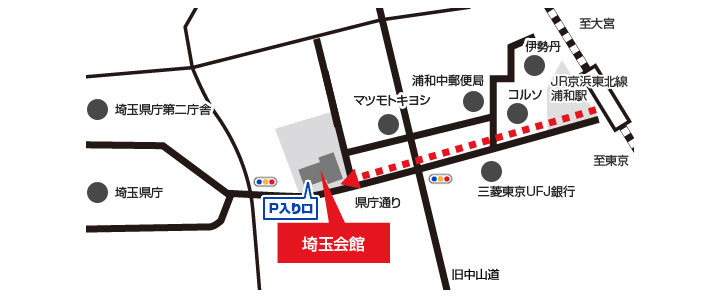 至大宮
伊勢丹
浦和中郵便局
JR京浜東北線
浦和駅
コルソ
マツモトキヨシ
埼玉県庁第二庁舎
至東京
埼玉県庁
三菱東京UFJ銀行
県庁通り
P入り口
埼玉会館
旧中山道